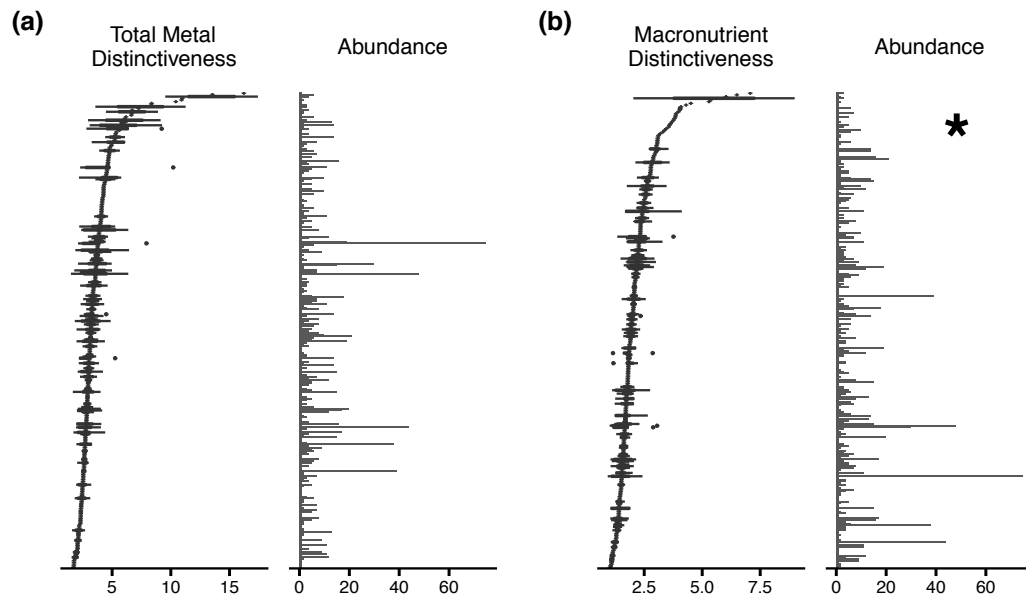 (a)
Total Metal
Distinctiveness
Abundance
(b)
Macronutrient
Distinctiveness
Abundance
*
5 10 15
0 20 40 60
2.5 5.0 7.5
0 20 40 60